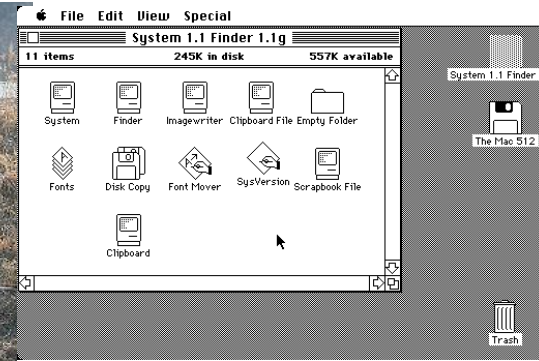 File Edit View Special
System 1.1 Finder 1.1g
11 items 245K in disk 557K available
System Finder Imagewriter Clipboard File Empty Folder
Fonts Disk Copy Font Mover SysVersion Scrapbook File
Clipboard
System 1.1 Finder
The Mac 512
Trash